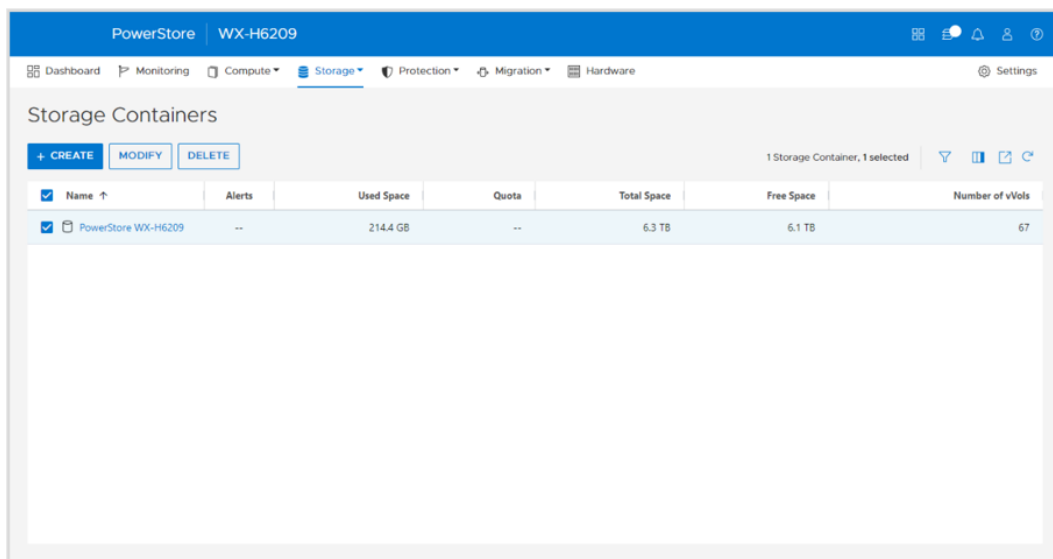 PowerStore WX-H6209
Dashboard Monitoring Compute Storage Protection Migration Hardware Settings
Storage Containers
+ CREATE MODIFY DELETE 1 Storage Container, 1 selected
Name ↑ Alerts Used Space Quota Total Space Free Space Number of vVols
PowerStore WX-H6209 -- 214.4 GB -- 6.3 TB 6.1 TB 67